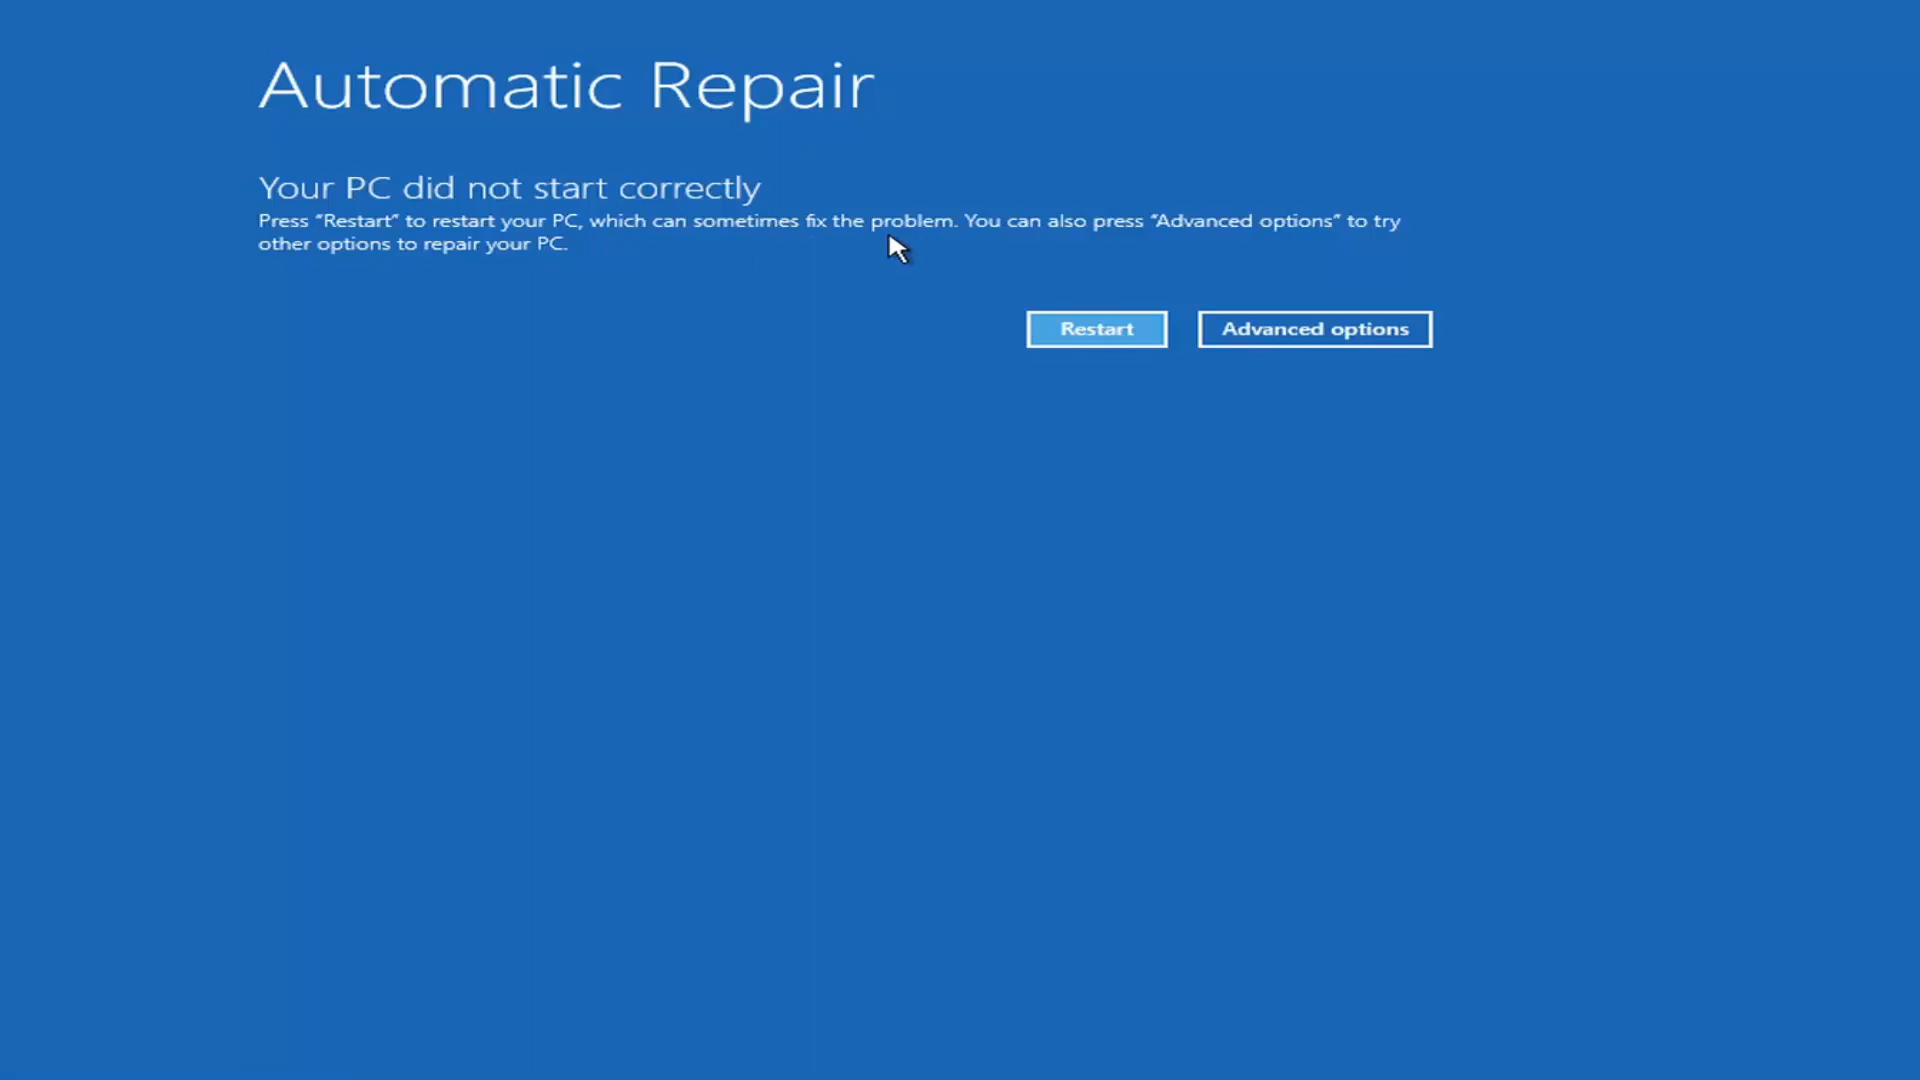 Automatic Repair
Your PC did not start correctly
Press “Restart” to restart your PC, which can sometimes fix the problem. You can also press “Advanced options” to try
other options to repair your PC.
Restart
Advanced options